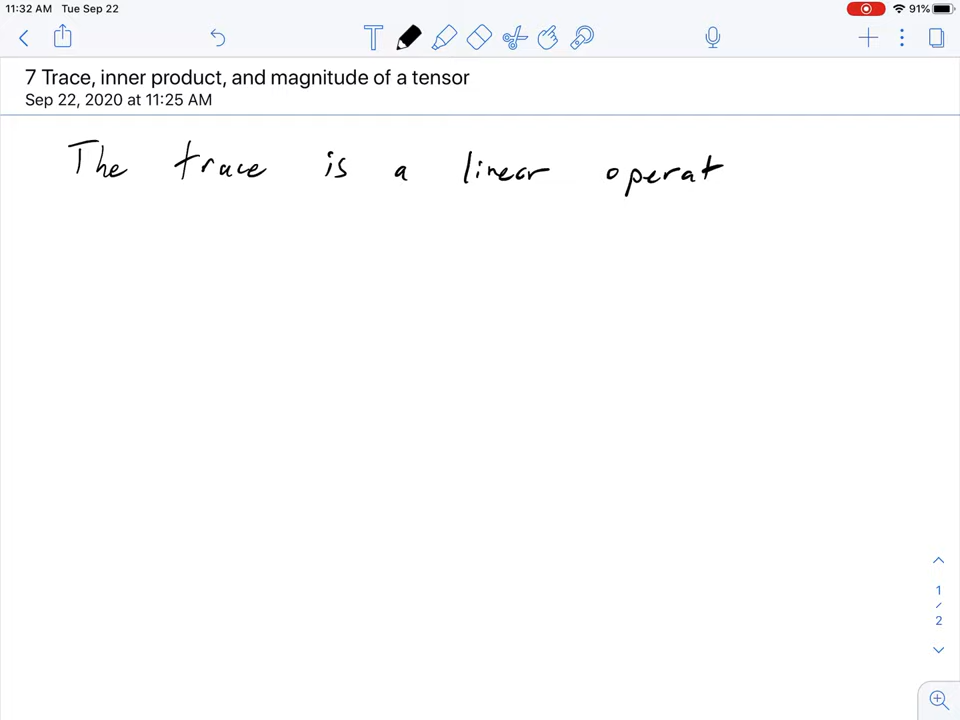 11:32 AM Tue Sep 22
91%
7 Trace, inner product, and magnitude of a tensor
Sep 22, 2020 at 11:25 AM
The trace is a linear operat
1
/
2